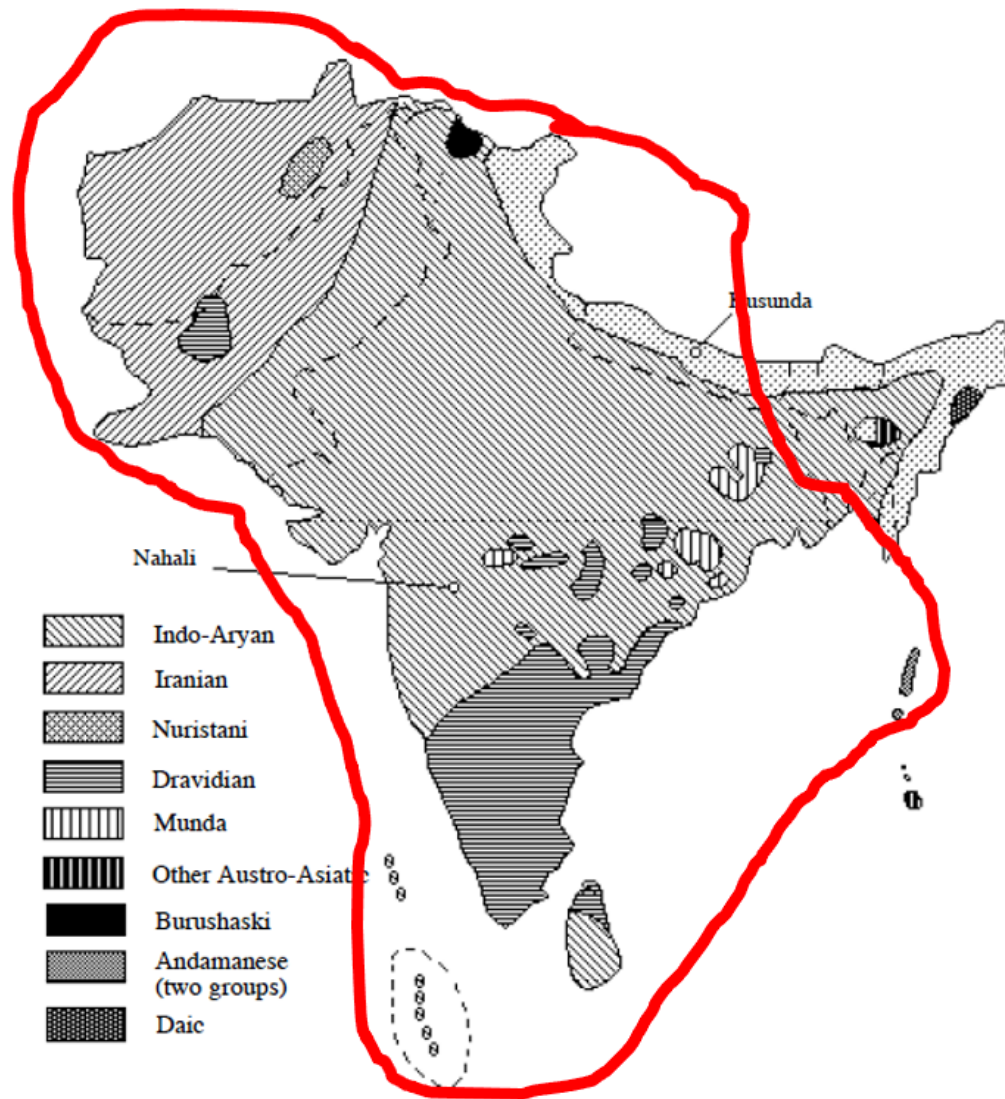 Kusunda
Nahali
Indo-Aryan
Iranian
Nuristani
Dravidian
Munda
Other Austro-Asiatic
Burushaski
Andamanese
(two groups)
Daic